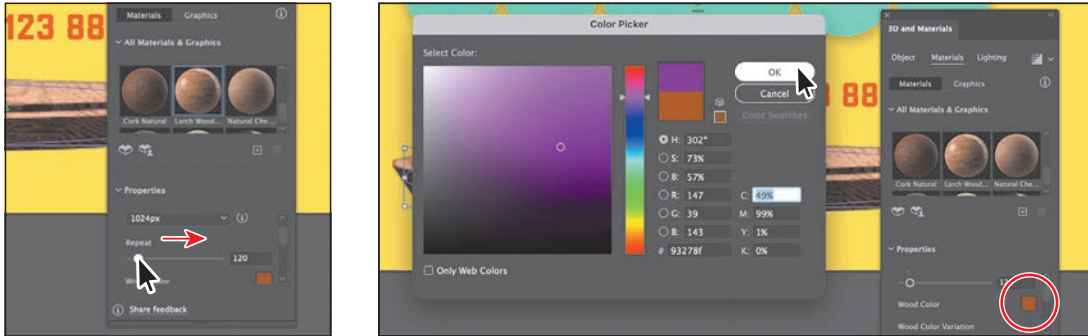 123 88
Materials Graphics
All Materials & Graphics
Cork Natural Larch Wood... Natural Che...
Properties
1024px
Repeat
120
Share feedback
Color Picker
Select Color:
OK
Cancel
Color Swatches
H: 302°
S: 73%
B: 57%
R: 147 C: 49%
G: 39 M: 99%
B: 143 Y: 1%
# 93278f K: 0%
Only Web Colors
88
3D and Materials
Object Materials Lighting
Materials Graphics
All Materials & Graphics
Cork Natural Larch Wood... Natural Che...
Properties
Wood Color
Wood Color Variation